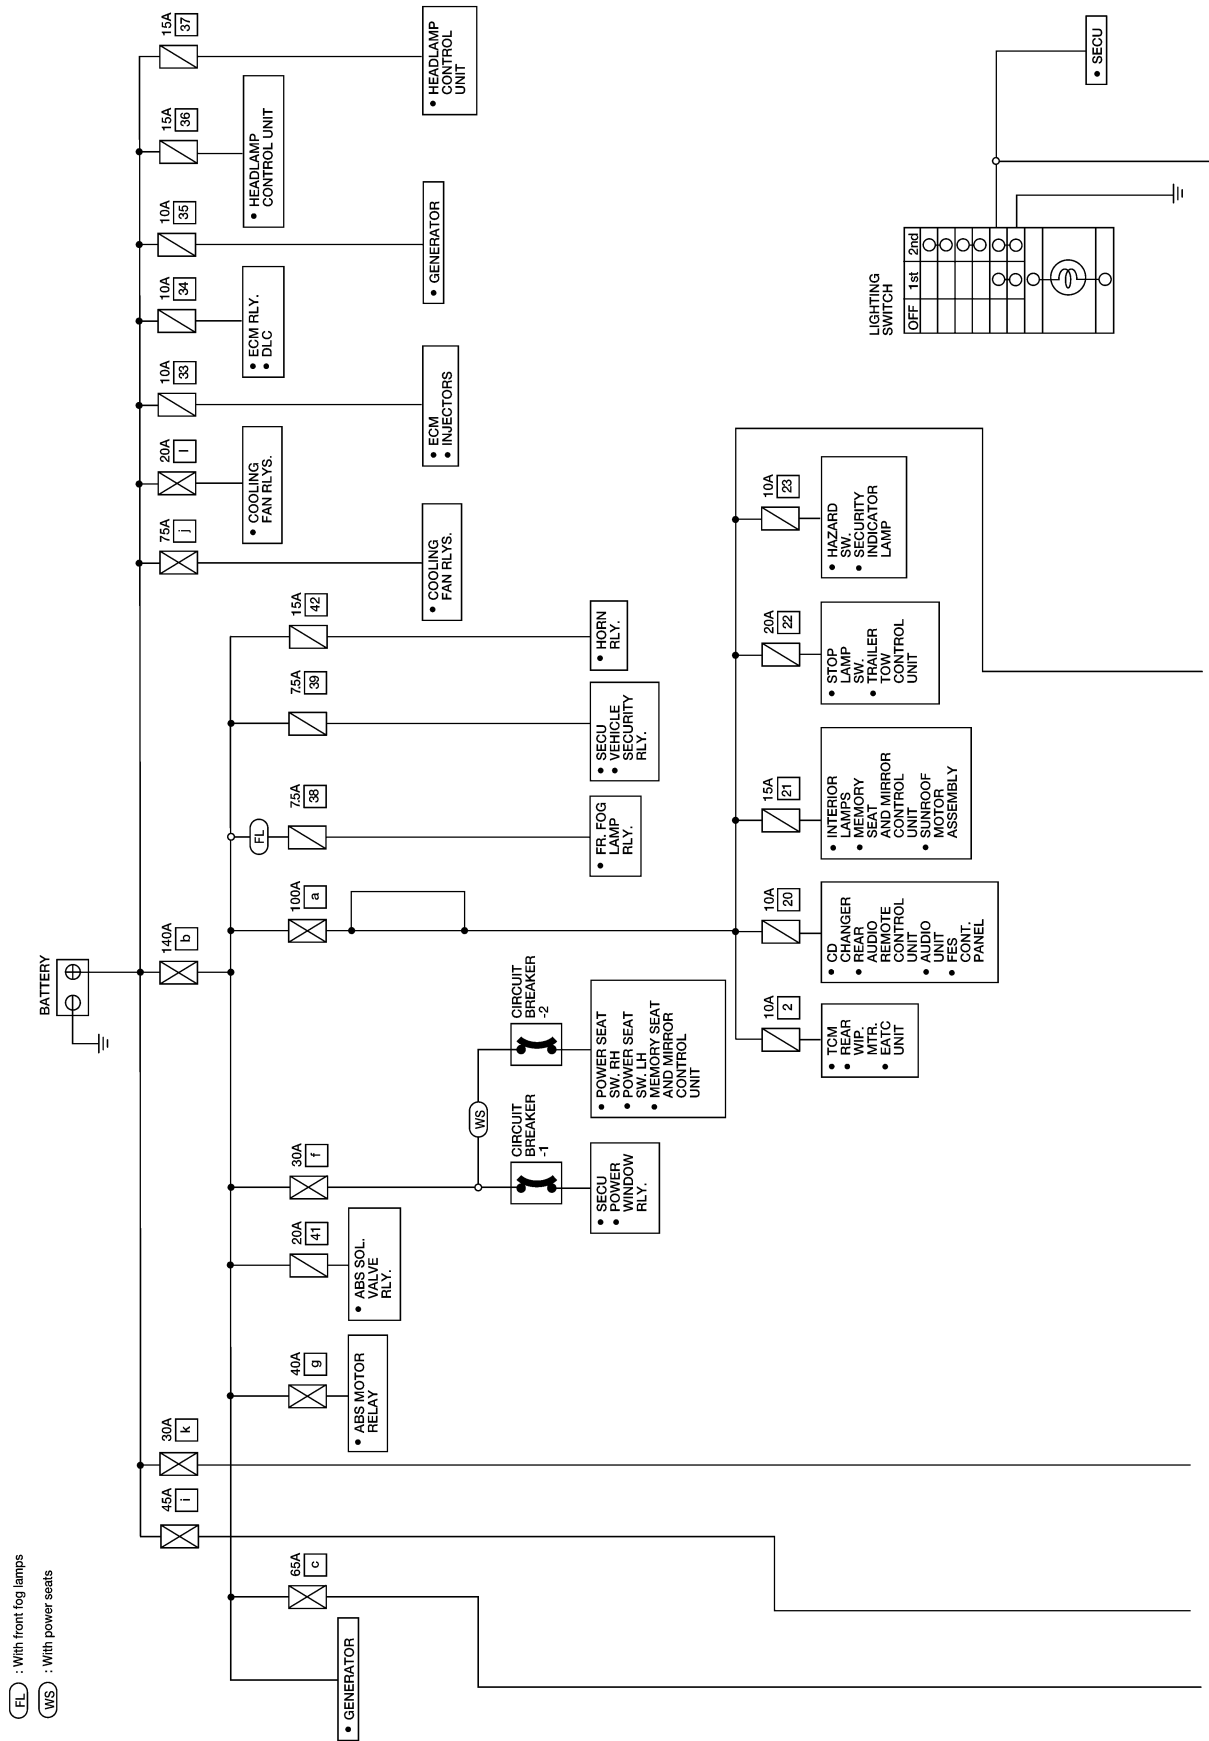 FL : With front fog lamps
WS : With power seats
BATTERY
45A
i
30A
k
140A
b
75A
j
20A
l
10A
33
10A
34
10A
35
15A
36
15A
37
• COOLING
FAN RLYS.
• COOLING
FAN RLYS.
• ECM
• INJECTORS
• ECM RLY.
• DLC
• GENERATOR
• HEADLAMP
CONTROL UNIT
• HEADLAMP
CONTROL
UNIT
65A
c
40A
g
20A
41
30A
f
100A
a
7.5A
38
7.5A
39
15A
42
FL
• GENERATOR
• ABS MOTOR
RELAY
• ABS SOL.
VALVE
RLY.
WS
CIRCUIT
BREAKER
-1
CIRCUIT
BREAKER
-2
• SECU
• POWER
WINDOW
RLY.
• POWER SEAT
SW. RH
• POWER SEAT
SW. LH
• MEMORY SEAT
AND MIRROR
CONTROL
UNIT
• FR. FOG
LAMP
RLY.
• SECU
• VEHICLE
SECURITY
RLY.
• HORN
RLY.
10A
2
10A
20
15A
21
20A
22
10A
23
• TCM
• REAR
WIP.
MTR.
• EATC
UNIT
• CD
CHANGER
• REAR
AUDIO
REMOTE
CONTROL
UNIT
• AUDIO
UNIT
• FES
CONT.
PANEL
• INTERIOR
LAMPS
• MEMORY
SEAT
AND MIRROR
CONTROL
UNIT
• SUNROOF
MOTOR
ASSEMBLY
• STOP
LAMP
SW.
• TRAILER
TOW
CONTROL
UNIT
• HAZARD
SW.
• SECURITY
INDICATOR
LAMP
LIGHTING
SWITCH
OFF 1st 2nd
• SECU